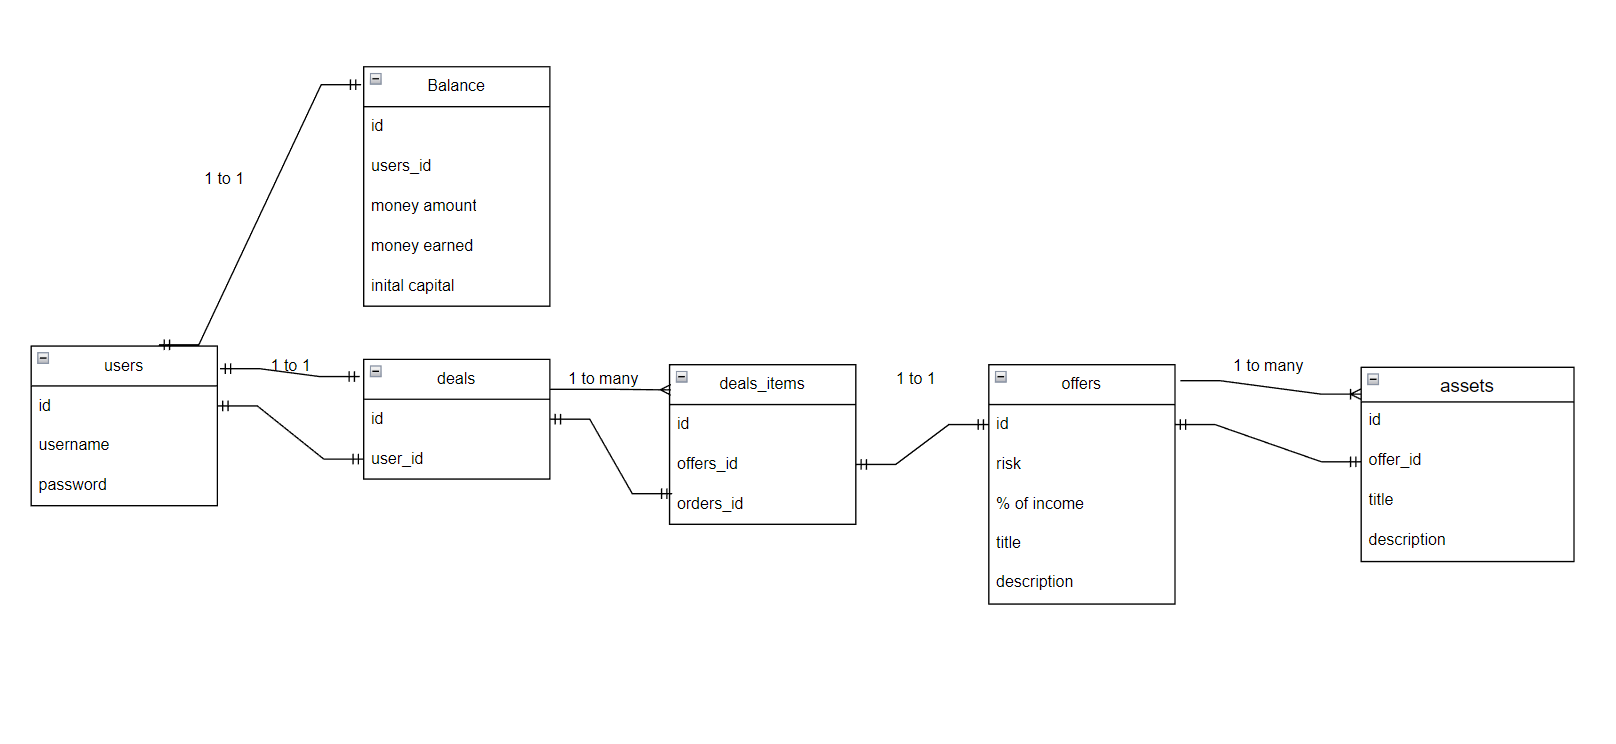 Balance
id
users_id
money amount
money earned
inital capital
1 to 1
users
id
username
password
1 to 1
deals
id
user_id
1 to many
deals_items
id
offers_id
orders_id
1 to 1
offers
id
risk
% of income
title
description
1 to many
assets
id
offer_id
title
description